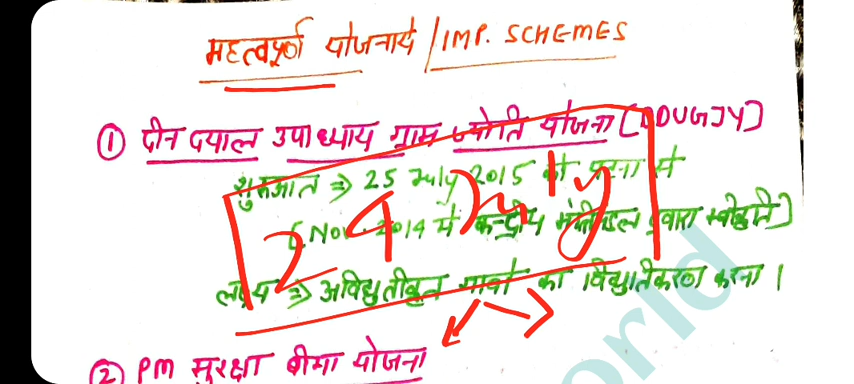 महत्वपूर्ण योजनाये / IMP. SCHEMES
① दीन दयाल उपाध्याय ग्राम ज्योति योजना [DDUGJY]
शुरुआत ⇒ 25 July 2015 को पटना से
[Nov. 2014 में केन्द्रीय मंत्रिमंडल द्वारा स्वीकृति]
लक्ष्य ⇒ अविद्युतीकृत गावों का विद्युतिकरण करना।
② PM सुरक्षा बीमा योजना
orld